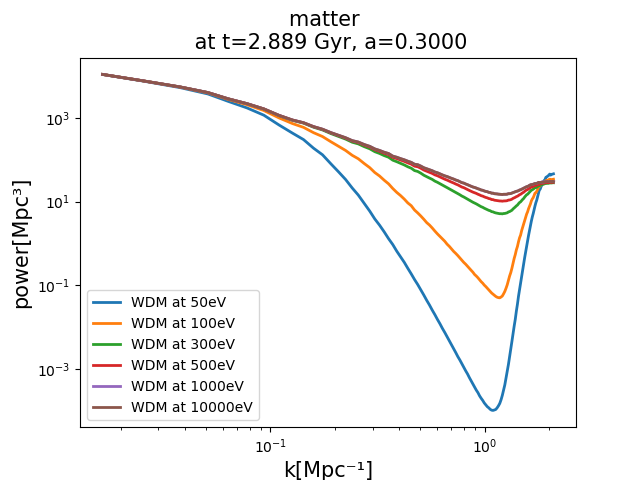 matter
at t=2.889 Gyr, a=0.3000
power[Mpc³]
10³
10¹
10⁻¹
10⁻³
WDM at 50eV
WDM at 100eV
WDM at 300eV
WDM at 500eV
WDM at 1000eV
WDM at 10000eV
10⁻¹
10⁰
k[Mpc⁻¹]